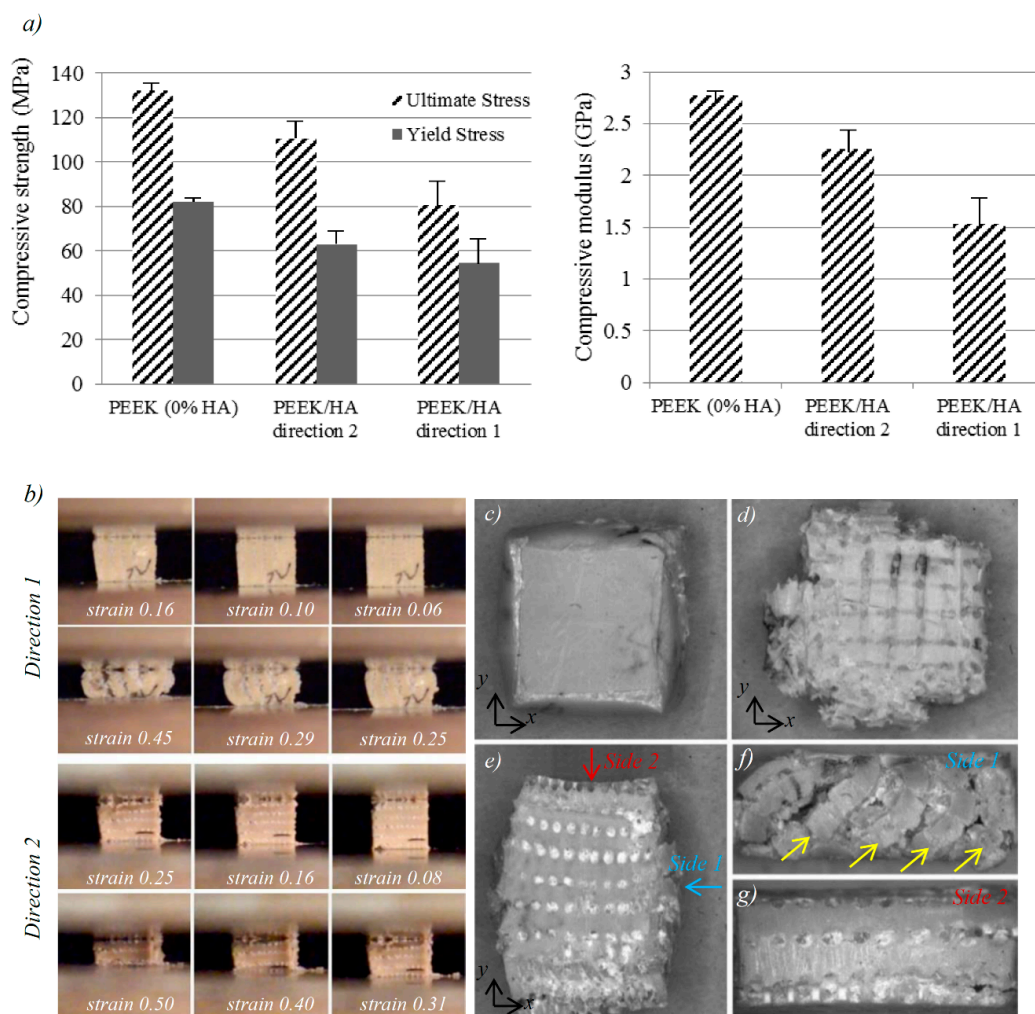 a)
Compressive strength (MPa)
140
120
100
80
60
40
20
0
Ultimate Stress
Yield Stress
PEEK (0% HA)
PEEK/HA
direction 2
PEEK/HA
direction 1
Compressive modulus (GPa)
3
2.5
2
1.5
1
0.5
0
PEEK (0% HA)
PEEK/HA
direction 2
PEEK/HA
direction 1
b)
Direction 1
strain 0.16
strain 0.10
strain 0.06
strain 0.45
strain 0.29
strain 0.25
Direction 2
strain 0.25
strain 0.16
strain 0.08
strain 0.50
strain 0.40
strain 0.31
c)
y
x
d)
y
x
e)
Side 2
Side 1
y
x
f)
Side 1
g)
Side 2